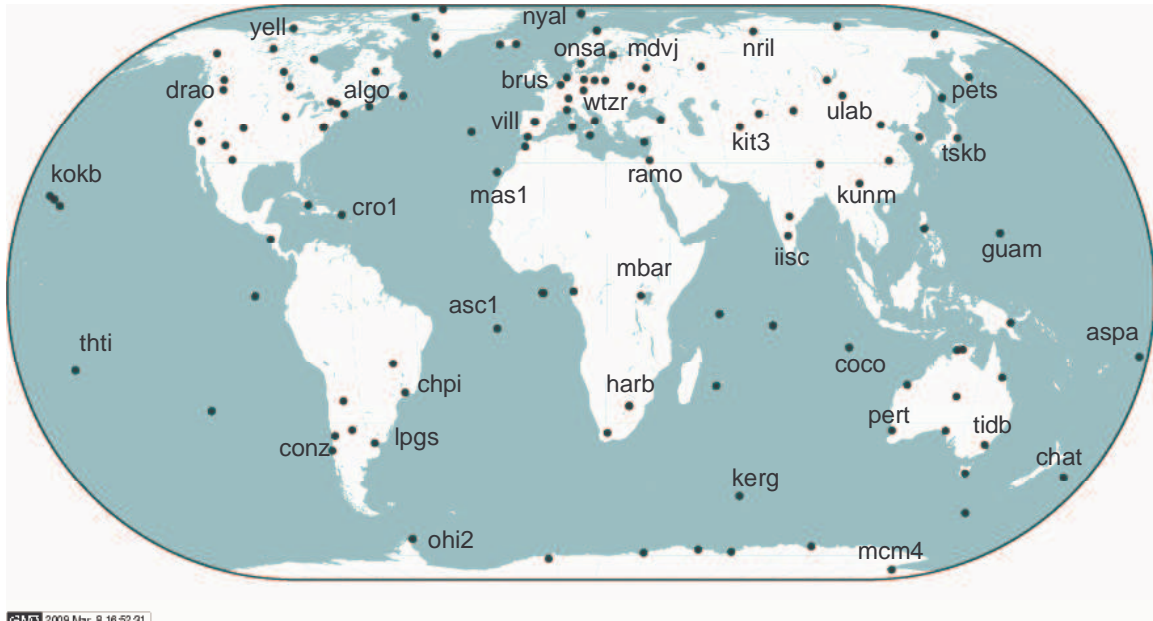 nyal
yell
onsa
mdvj
nril
brus
drao
algo
pets
wtzr
ulab
vill
kit3
tskb
kokb
ramo
mas1
kunm
cro1
guam
iisc
mbar
asc1
aspa
thti
coco
chpi
harb
pert
tidb
lpgs
conz
chat
kerg
ohi2
mcm4
GMD 2009 Mar 8 16:52:31